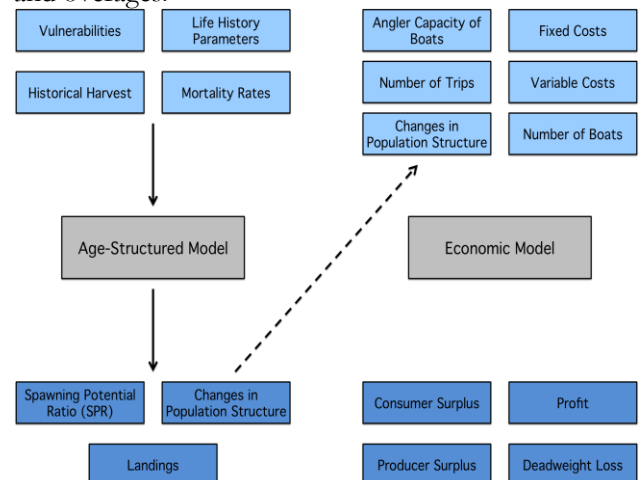 and overages.
Vulnerabilities
Life History
Parameters
Historical Harvest
Mortality Rates
Angler Capacity of
Boats
Fixed Costs
Number of Trips
Variable Costs
Changes in
Population Structure
Number of Boats
Age-Structured Model
Economic Model
Spawning Potential
Ratio (SPR)
Changes in
Population Structure
Landings
Consumer Surplus
Profit
Producer Surplus
Deadweight Loss